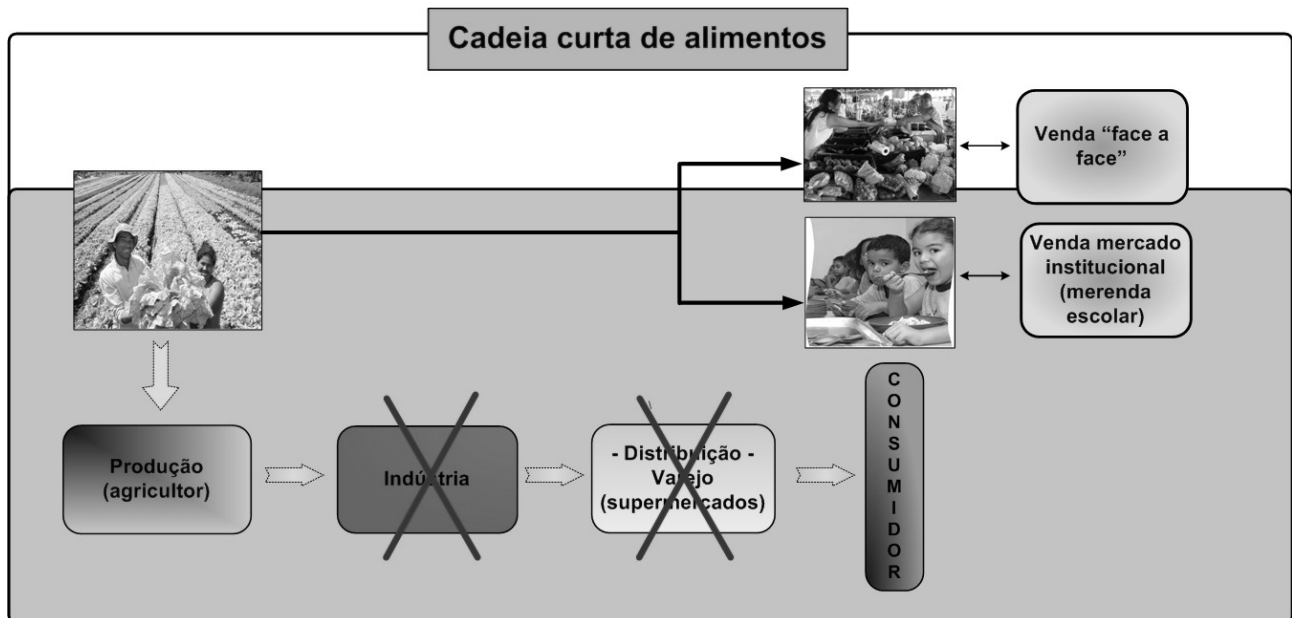 Cadeia curta de alimentos
Venda “face a
face”
Venda mercado
institucional
(merenda
escolar)
Produção
(agricultor)
Indústria
- Distribuição -
Varejo
(supermercados)
C
O
N
S
U
M
I
D
O
R